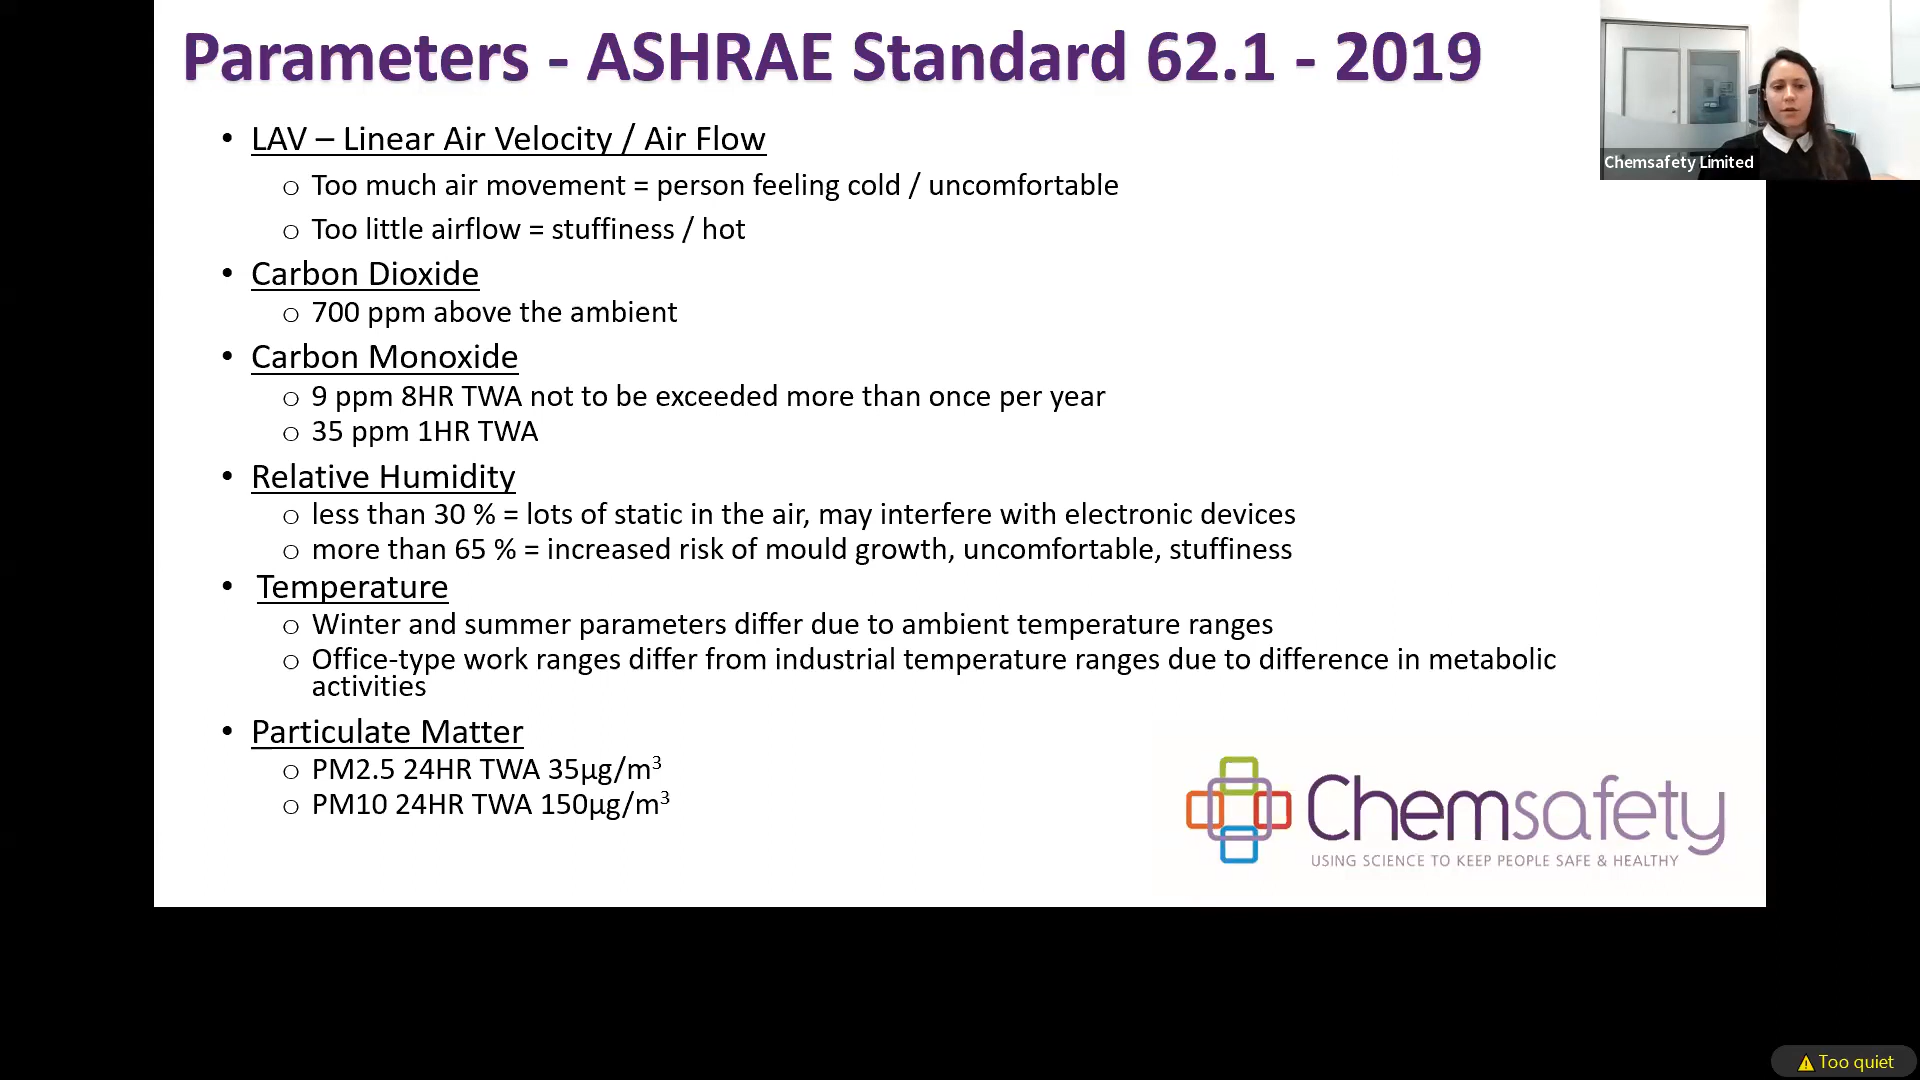 Parameters - ASHRAE Standard 62.1 - 2019
• LAV – Linear Air Velocity / Air Flow
o Too much air movement = person feeling cold / uncomfortable
o Too little airflow = stuffiness / hot
• Carbon Dioxide
o 700 ppm above the ambient
• Carbon Monoxide
o 9 ppm 8HR TWA not to be exceeded more than once per year
o 35 ppm 1HR TWA
• Relative Humidity
o less than 30 % = lots of static in the air, may interfere with electronic devices
o more than 65 % = increased risk of mould growth, uncomfortable, stuffiness
• Temperature
o Winter and summer parameters differ due to ambient temperature ranges
o Office-type work ranges differ from industrial temperature ranges due to difference in metabolic
activities
• Particulate Matter
o PM2.5 24HR TWA 35µg/m³
o PM10 24HR TWA 150µg/m³
Chemsafety
USING SCIENCE TO KEEP PEOPLE SAFE & HEALTHY
Chemsafety Limited
Too quiet